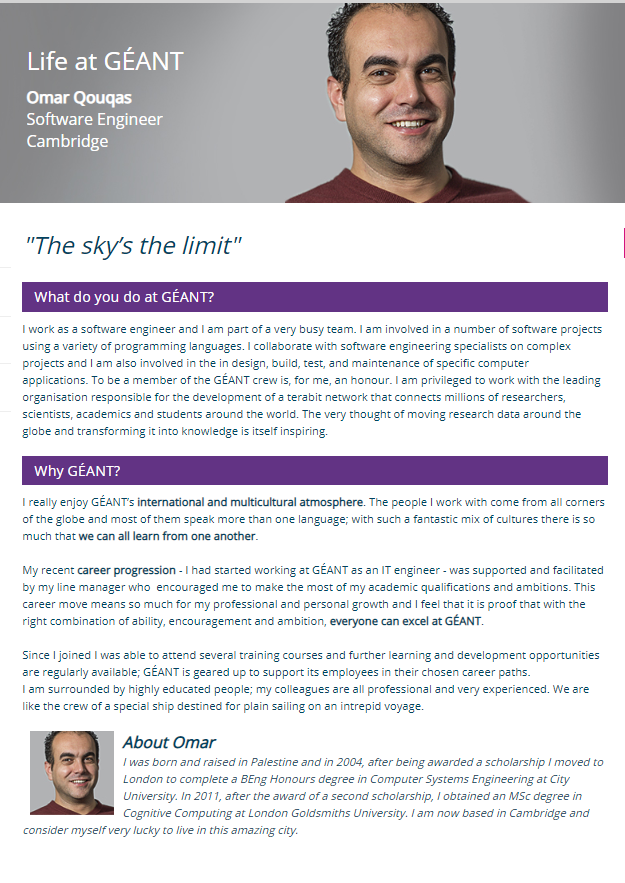 Life at GÉANT
Omar Qouqas
Software Engineer
Cambridge
"The sky’s the limit"
What do you do at GÉANT?
I work as a software engineer and I am part of a very busy team. I am involved in a number of software projects
using a variety of programming languages. I collaborate with software engineering specialists on complex
projects and I am also involved in the in design, build, test, and maintenance of specific computer
applications. To be a member of the GÉANT crew is, for me, an honour. I am privileged to work with the leading
organisation responsible for the development of a terabit network that connects millions of researchers,
scientists, academics and students around the world. The very thought of moving research data around the
globe and transforming it into knowledge is itself inspiring.
Why GÉANT?
I really enjoy GÉANT’s international and multicultural atmosphere. The people I work with come from all corners
of the globe and most of them speak more than one language; with such a fantastic mix of cultures there is so
much that we can all learn from one another.
My recent career progression - I had started working at GÉANT as an IT engineer - was supported and facilitated
by my line manager who encouraged me to make the most of my academic qualifications and ambitions. This
career move means so much for my professional and personal growth and I feel that it is proof that with the
right combination of ability, encouragement and ambition, everyone can excel at GÉANT.
Since I joined I was able to attend several training courses and further learning and development opportunities
are regularly available; GÉANT is geared up to support its employees in their chosen career paths.
I am surrounded by highly educated people; my colleagues are all professional and very experienced. We are
like the crew of a special ship destined for plain sailing on an intrepid voyage.
About Omar
I was born and raised in Palestine and in 2004, after being awarded a scholarship I moved to
London to complete a BEng Honours degree in Computer Systems Engineering at City
University. In 2011, after the award of a second scholarship, I obtained an MSc degree in
Cognitive Computing at London Goldsmiths University. I am now based in Cambridge and
consider myself very lucky to live in this amazing city.